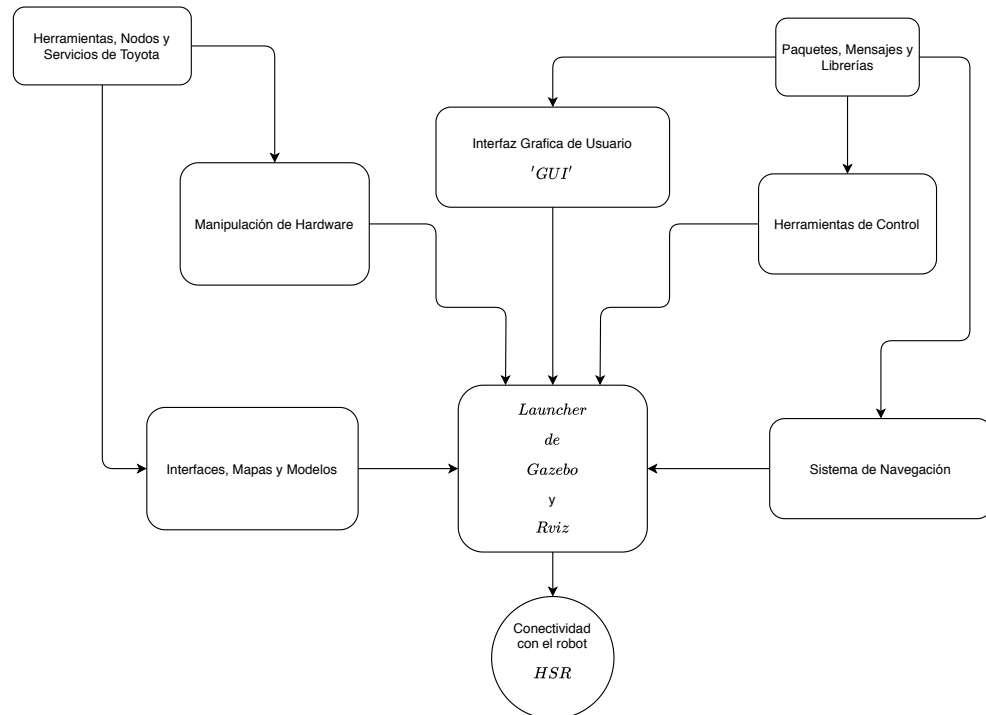 Herramientas, Nodos y
Servicios de Toyota
Paquetes, Mensajes y
Librerías
Interfaz Grafica de Usuario
'GUI'
Manipulación de Hardware
Herramientas de Control
Launcher
de
Gazebo
y
Rviz
Interfaces, Mapas y Modelos
Sistema de Navegación
Conectividad
con el robot
HSR